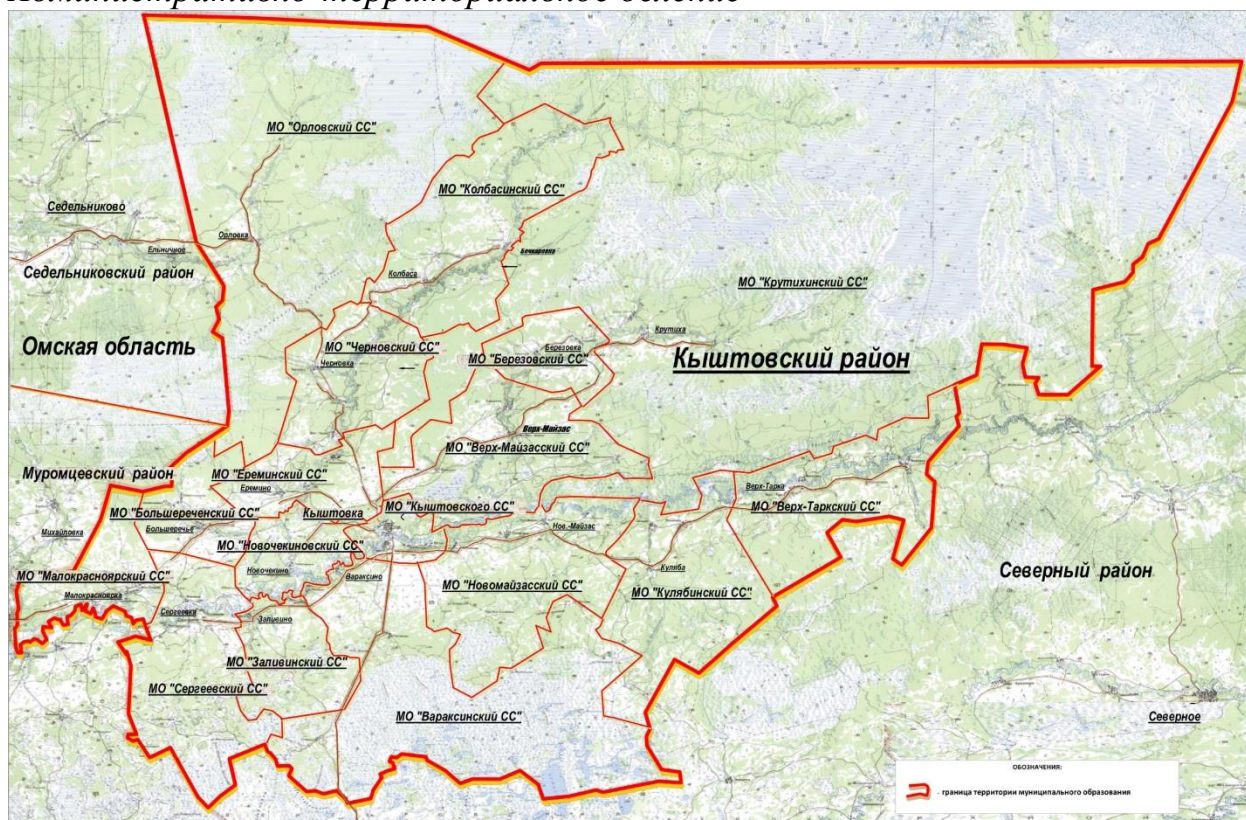 Административно-территориальное деление
МО "Орловский СС"
МО "Колбасинский СС"
Седельниково
Орловка
Ельничное
Бочкаревка
Седельниковский район
Колбаса
МО "Крутихинский СС"
Омская область
МО "Черновский СС"
Крутиха
Березовка
МО "Березовский СС"
Кыштовский район
Черновка
Верх-Майзас
МО "Верх-Майзасский СС"
Муромцевский район
МО "Ереминский СС"
Еремино
Верх-Тарка
МО "Большереченский СС"
Кыштовка
МО "Кыштовского СС"
МО "Верх-Таркский СС"
Большеречье
Нов.-Майзас
Михайловка
МО "Новочекиновский СС"
Новочекино
Вараксино
Куляба
Северный район
МО "Малокрасноярский СС"
МО "Новомайзасский СС"
МО "Кулябинский СС"
Малокрасноярка
Сергеевка
Заливино
МО "Заливинский СС"
МО "Сергеевский СС"
МО "Вараксинский СС"
Северное
ОБОЗНАЧЕНИЯ:
- граница территории муниципального образования